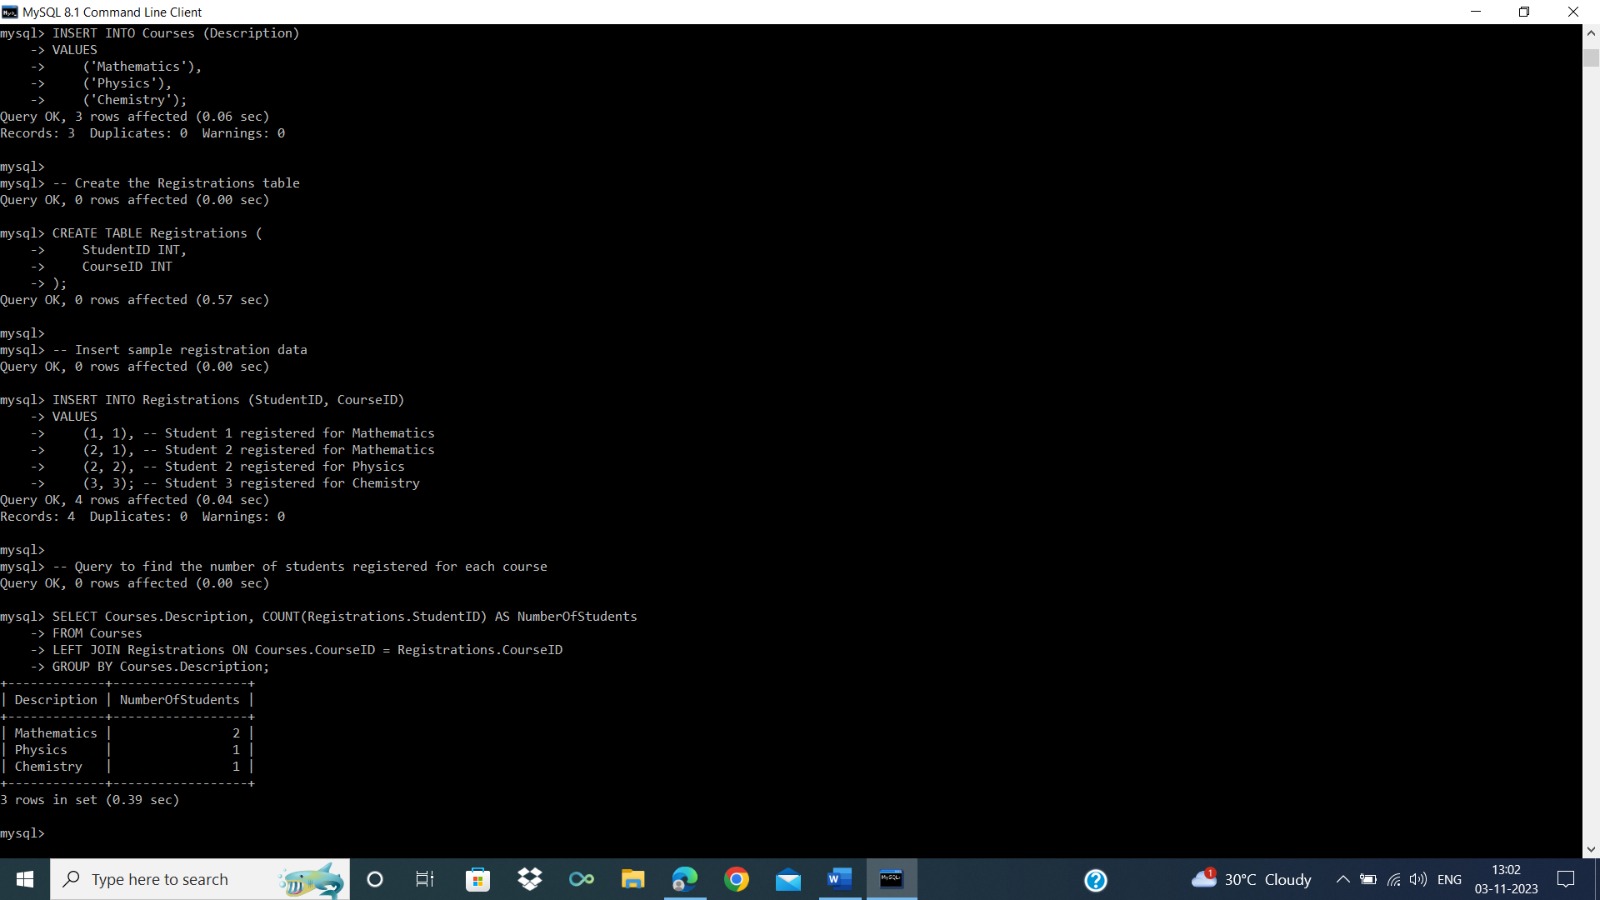 MySQL 8.1 Command Line Client
mysql> INSERT INTO Courses (Description)
    -> VALUES
    ->     ('Mathematics'),
    ->     ('Physics'),
    ->     ('Chemistry');
Query OK, 3 rows affected (0.06 sec)
Records: 3  Duplicates: 0  Warnings: 0
mysql>
mysql> -- Create the Registrations table
Query OK, 0 rows affected (0.00 sec)
mysql> CREATE TABLE Registrations (
    ->     StudentID INT,
    ->     CourseID INT
    -> );
Query OK, 0 rows affected (0.57 sec)
mysql>
mysql> -- Insert sample registration data
Query OK, 0 rows affected (0.00 sec)
mysql> INSERT INTO Registrations (StudentID, CourseID)
    -> VALUES
    ->     (1, 1), -- Student 1 registered for Mathematics
    ->     (2, 1), -- Student 2 registered for Mathematics
    ->     (2, 2), -- Student 2 registered for Physics
    ->     (3, 3); -- Student 3 registered for Chemistry
Query OK, 4 rows affected (0.04 sec)
Records: 4  Duplicates: 0  Warnings: 0
mysql>
mysql> -- Query to find the number of students registered for each course
Query OK, 0 rows affected (0.00 sec)
mysql> SELECT Courses.Description, COUNT(Registrations.StudentID) AS NumberOfStudents
    -> FROM Courses
    -> LEFT JOIN Registrations ON Courses.CourseID = Registrations.CourseID
    -> GROUP BY Courses.Description;
+-------------+------------------+
| Description | NumberOfStudents |
+-------------+------------------+
| Mathematics |                2 |
| Physics     |                1 |
| Chemistry   |                1 |
+-------------+------------------+
3 rows in set (0.39 sec)
mysql>
Type here to search
1
30°C Cloudy
ENG
13:02
03-11-2023